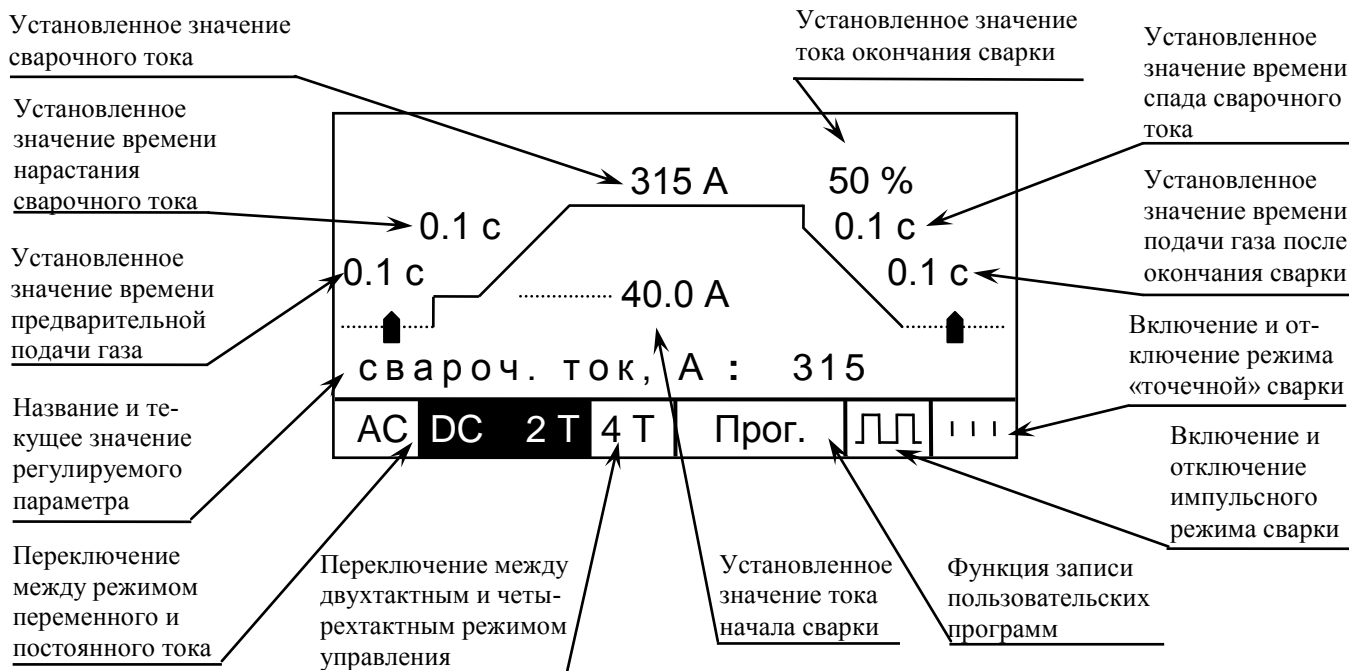 Установленное значение
сварочного тока
Установленное значение
тока окончания сварки
Установленное
значение времени
спада сварочного
тока
Установленное
значение времени
нарастания
сварочного тока
Установленное
значение времени
подачи газа после
окончания сварки
Установленное
значение времени
предварительной
подачи газа
315 А
50 %
0.1 с
0.1 с
0.1 с
0.1 с
40.0 А
свароч. ток, А : 315
AC DC 2 T 4 T Прог.
Включение и от-
ключение режима
«точечной» сварки
Название и те-
кущее значение
регулируемого
параметра
Включение и
отключение
импульсного
режима сварки
Переключение
между режимом
переменного и
постоянного тока
Переключение между
двухтактным и четы-
рехтактным режимом
управления
Установленное
значение тока
начала сварки
Функция записи
пользовательских
программ